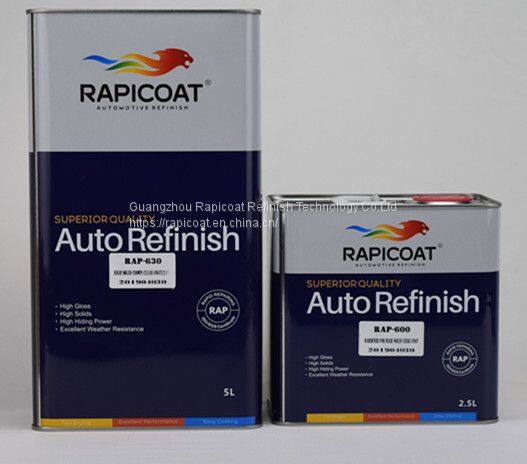 RAPICOAT®
AUTOMOTIVE REFINISH
SUPERIOR QUALITY
Auto Refinish
RAP-630
201904030
High Gloss
High Solids
High Hiding Power
Excellent Weather Resistance
RAP
5L
Excellent Performance
Easy Coating
Guangzhou Rapicoat Refinish Technology Co.Ltd
https://rapicoat.en.china.cn/
RAPICOAT®
AUTOMOTIVE REFINISH
SUPERIOR QUALITY
Auto Refinish
RAP-600
201904030
High Gloss
High Solids
High Hiding Power
Excellent Weather Resistance
RAP
2.5L
Excellent Performance
Easy Coating